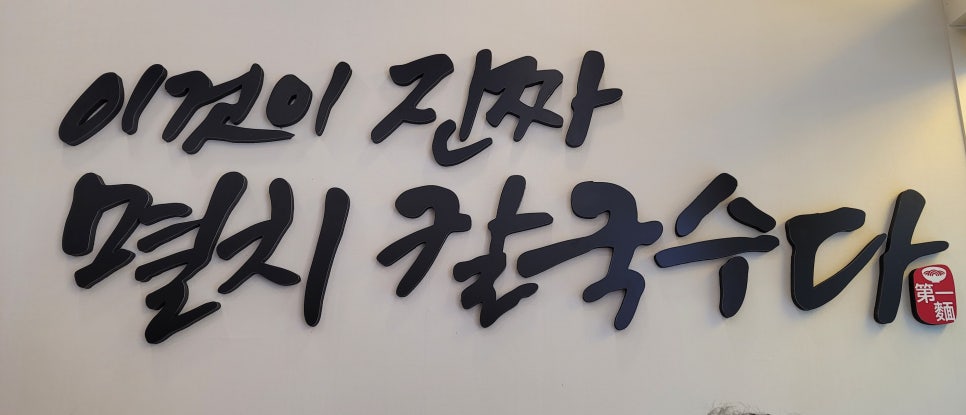 이것이 진짜
멸치 칼국수다
第一
麵